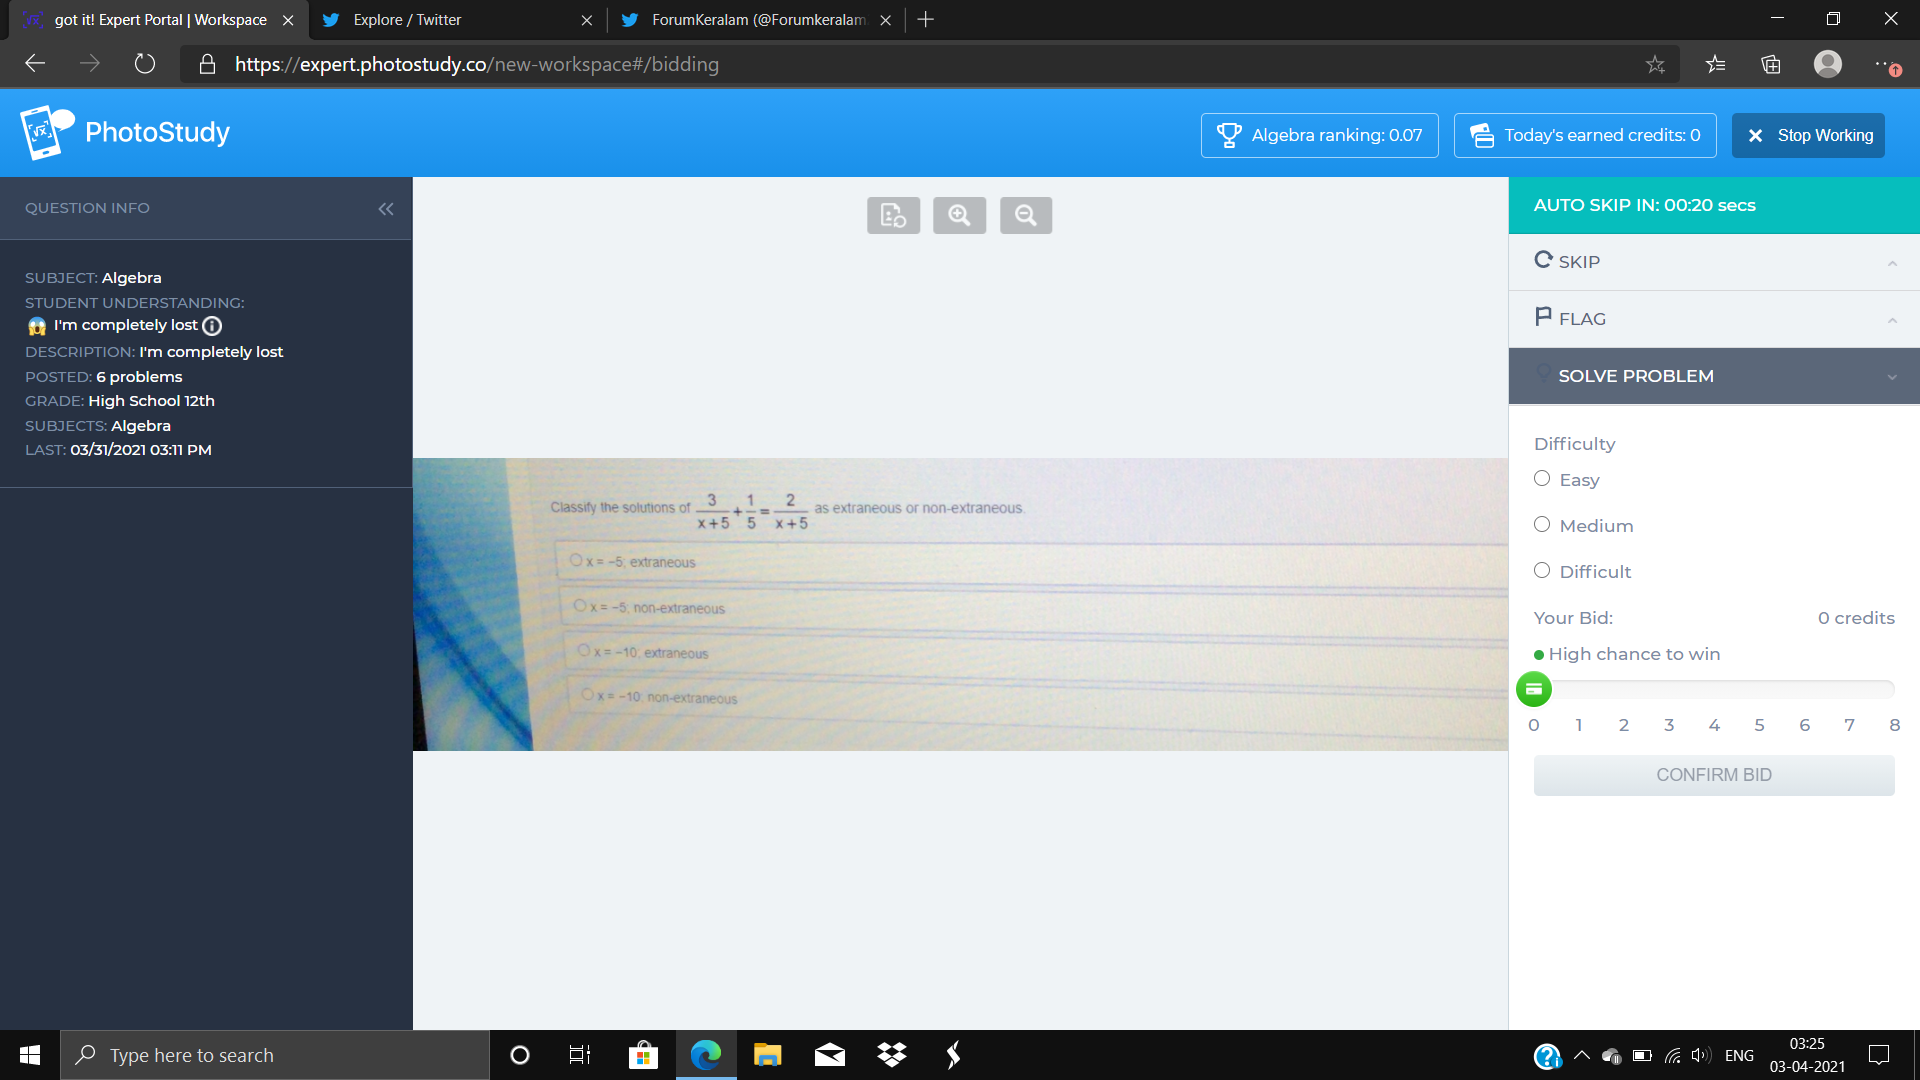 got it! Expert Portal | Workspace
Explore / Twitter
ForumKeralam (@Forumkeralam
https://expert.photostudy.co/new-workspace#/bidding
PhotoStudy
Algebra ranking: 0.07
Today's earned credits: 0
Stop Working
QUESTION INFO
SUBJECT: Algebra
STUDENT UNDERSTANDING:
😱 I'm completely lost
DESCRIPTION: I'm completely lost
POSTED: 6 problems
GRADE: High School 12th
SUBJECTS: Algebra
LAST: 03/31/2021 03:11 PM
Classify the solutions of 3/(x+5) + 1/5 = 2/(x+5) as extraneous or non-extraneous.
x = -5; extraneous
x = -5; non-extraneous
x = -10; extraneous
x = -10; non-extraneous
AUTO SKIP IN: 00:20 secs
SKIP
FLAG
SOLVE PROBLEM
Difficulty
Easy
Medium
Difficult
Your Bid: 0 credits
High chance to win
0 1 2 3 4 5 6 7 8
CONFIRM BID
Type here to search
ENG
03:25
03-04-2021